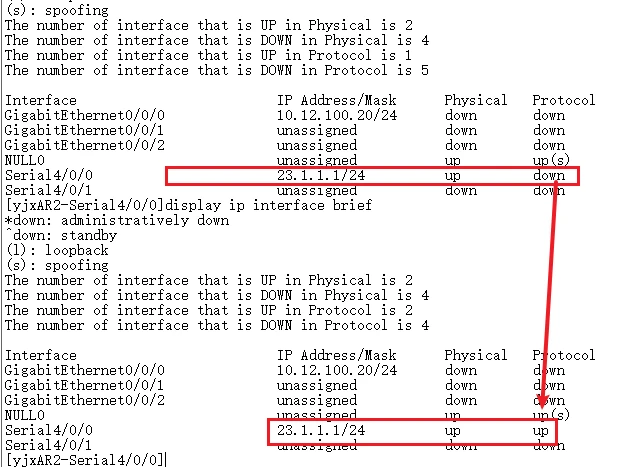 (s): spoofing
The number of interface that is UP in Physical is 2
The number of interface that is DOWN in Physical is 4
The number of interface that is UP in Protocol is 1
The number of interface that is DOWN in Protocol is 5
Interface IP Address/Mask Physical Protocol
GigabitEthernet0/0/0 10.12.100.20/24 down down
GigabitEthernet0/0/1 unassigned down down
GigabitEthernet0/0/2 unassigned down down
NULL0 unassigned up up(s)
Serial4/0/0 23.1.1.1/24 up down
Serial4/0/1 unassigned down down
[yjxAR2-Serial4/0/0]display ip interface brief
*down: administratively down
^down: standby
(l): loopback
(s): spoofing
The number of interface that is UP in Physical is 2
The number of interface that is DOWN in Physical is 4
The number of interface that is UP in Protocol is 2
The number of interface that is DOWN in Protocol is 4
Interface IP Address/Mask Physical Protocol
GigabitEthernet0/0/0 10.12.100.20/24 down down
GigabitEthernet0/0/1 unassigned down down
GigabitEthernet0/0/2 unassigned down down
NULL0 unassigned up up(s)
Serial4/0/0 23.1.1.1/24 up up
Serial4/0/1 unassigned down down
[yjxAR2-Serial4/0/0]